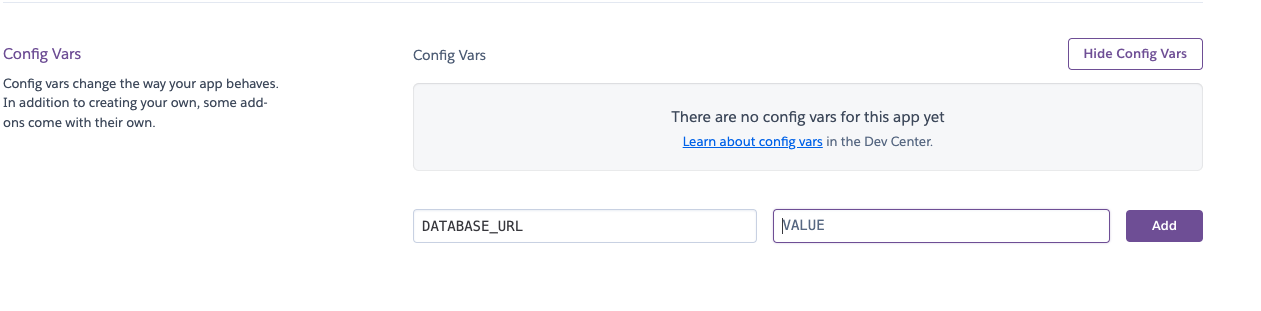 Config Vars
Config vars change the way your app behaves.
In addition to creating your own, some add-
ons come with their own.
Config Vars
Hide Config Vars
There are no config vars for this app yet
Learn about config vars in the Dev Center.
DATABASE_URL
VALUE
Add